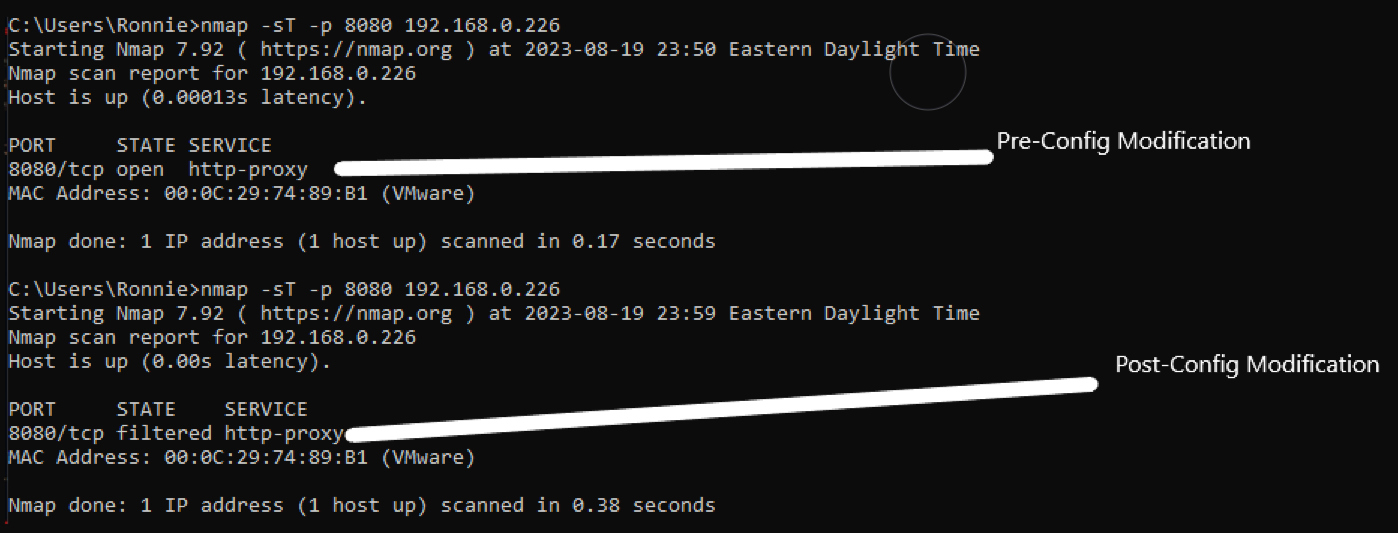 C:\Users\Ronnie>nmap -sT -p 8080 192.168.0.226
Starting Nmap 7.92 ( https://nmap.org ) at 2023-08-19 23:50 Eastern Daylight Time
Nmap scan report for 192.168.0.226
Host is up (0.00013s latency).
PORT     STATE SERVICE
Pre-Config Modification
8080/tcp open  http-proxy
MAC Address: 00:0C:29:74:89:B1 (VMware)
Nmap done: 1 IP address (1 host up) scanned in 0.17 seconds
C:\Users\Ronnie>nmap -sT -p 8080 192.168.0.226
Starting Nmap 7.92 ( https://nmap.org ) at 2023-08-19 23:59 Eastern Daylight Time
Nmap scan report for 192.168.0.226
Host is up (0.00s latency).
Post-Config Modification
PORT     STATE    SERVICE
8080/tcp filtered http-proxy
MAC Address: 00:0C:29:74:89:B1 (VMware)
Nmap done: 1 IP address (1 host up) scanned in 0.38 seconds